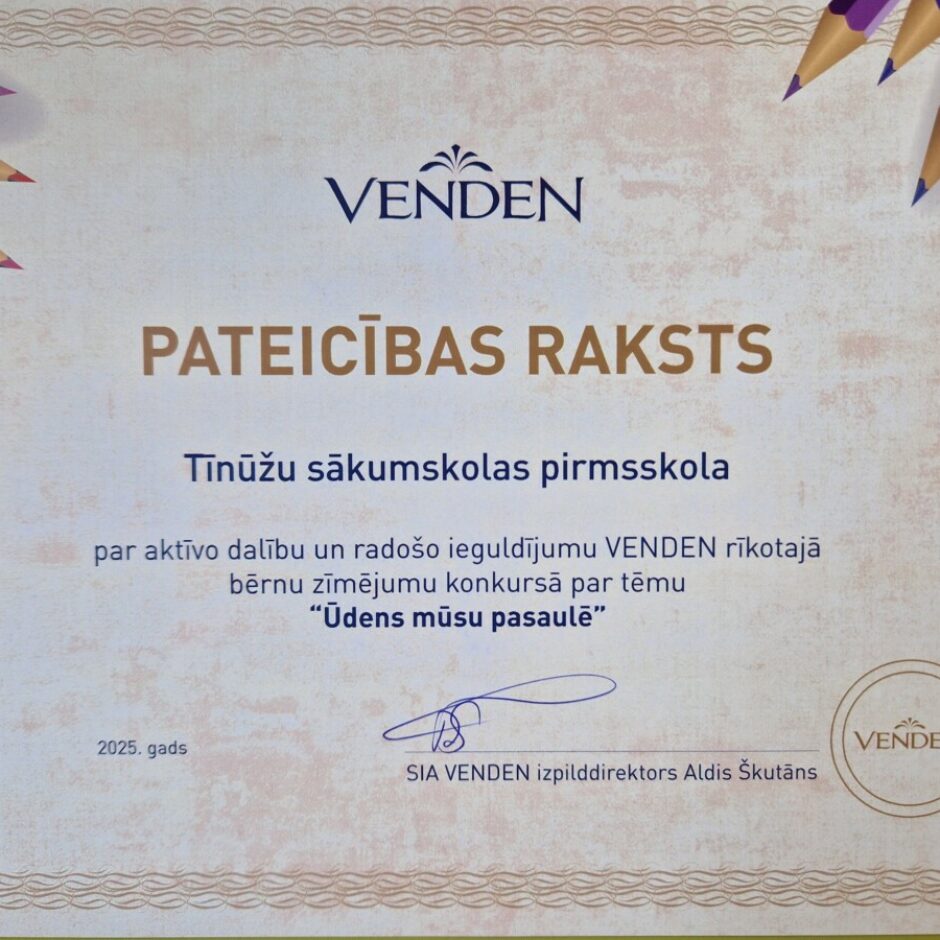 VENDEN
PATEICĪBAS RAKSTS
Tīnūžu sākumskolas pirmsskola
par aktīvo dalību un radošo ieguldījumu VENDEN rīkotajā
bērnu zīmējumu konkursā par tēmu
“Ūdens mūsu pasaulē”
2025. gads
SIA VENDEN izpilddirektors Aldis Škutāns
VENDE